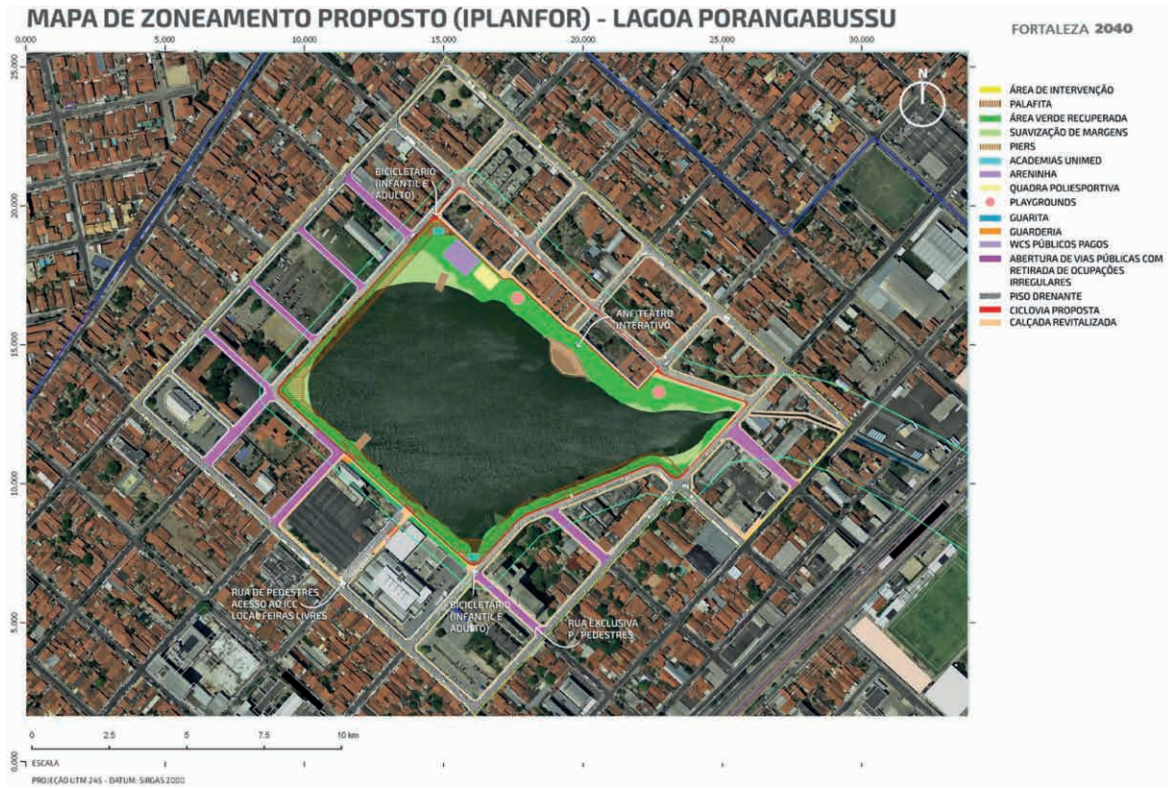 MAPA DE ZONEAMENTO PROPOSTO (IPLANFOR) - LAGOA PORANGABUSSU
FORTALEZA 2040
0.000 5.000 10.000 15.000 20.000 25.000 30.000
25.000
20.000
15.000
10.000
5.000
0.000
N
BICICLETÁRIO
(INFANTIL E
ADULTO)
ANFITEATRO
INTERATIVO
RUA DE PEDESTRES
ACESSO AO ICC
LOCAL FEIRAS LIVRES
BICICLETÁRIO
(INFANTIL E
ADULTO)
RUA EXCLUSIVA
P/ PEDESTRES
ÁREA DE INTERVENÇÃO
PALAFITA
ÁREA VERDE RECUPERADA
SUAVIZAÇÃO DE MARGENS
PIERS
ACADEMIAS UNIMED
ARENINHA
QUADRA POLIESPORTIVA
PLAYGROUNDS
GUARITA
GUARDERIA
WCS PÚBLICOS PAGOS
ABERTURA DE VIAS PÚBLICAS COM
RETIRADA DE OCUPAÇÕES
IRREGULARES
PISO DRENANTE
CICLOVIA PROPOSTA
CALÇADA REVITALIZADA
0 2.5 5 7.5 10 km
ESCALA
PROJEÇÃO UTM 24S - DATUM: SIRGAS 2000